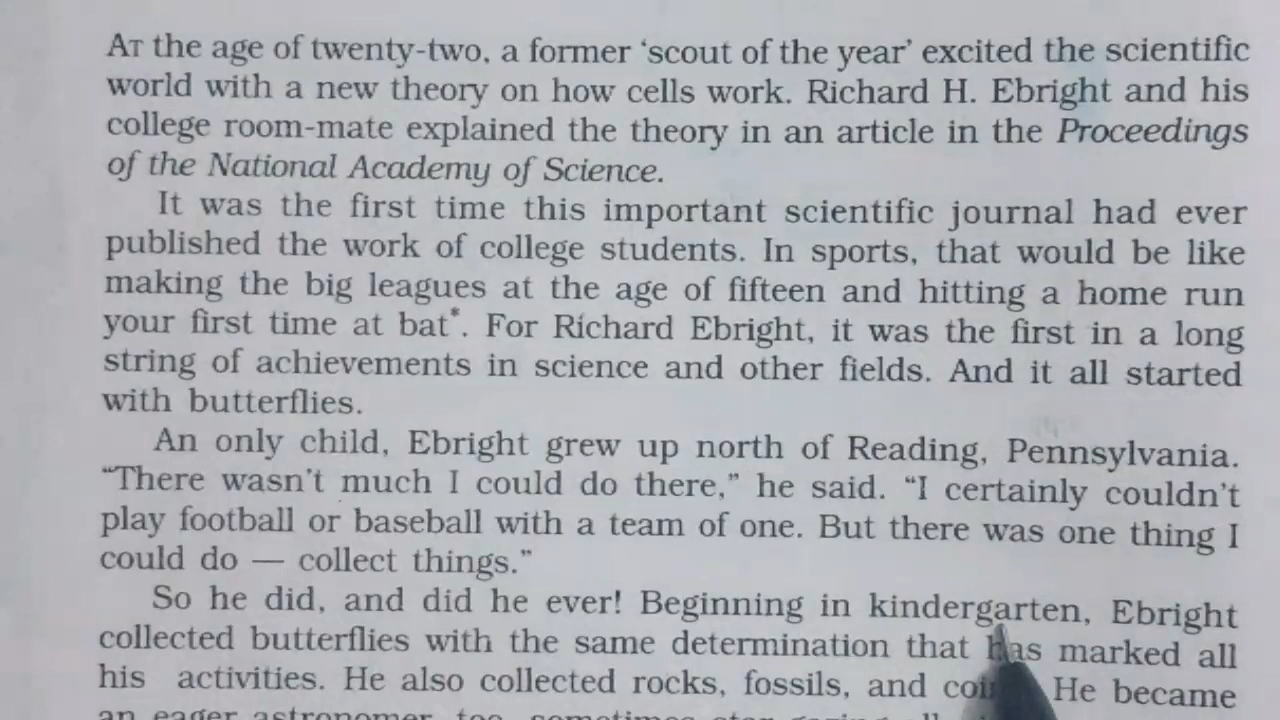 AT the age of twenty-two, a former ‘scout of the year’ excited the scientific
world with a new theory on how cells work. Richard H. Ebright and his
college room-mate explained the theory in an article in the Proceedings
of the National Academy of Science.
It was the first time this important scientific journal had ever
published the work of college students. In sports, that would be like
making the big leagues at the age of fifteen and hitting a home run
your first time at bat*. For Richard Ebright, it was the first in a long
string of achievements in science and other fields. And it all started
with butterflies.
An only child, Ebright grew up north of Reading, Pennsylvania.
“There wasn’t much I could do there,” he said. “I certainly couldn’t
play football or baseball with a team of one. But there was one thing I
could do — collect things.”
So he did, and did he ever! Beginning in kindergarten, Ebright
collected butterflies with the same determination that has marked all
his activities. He also collected rocks, fossils, and He became
an eager astronomer, too, sometimes